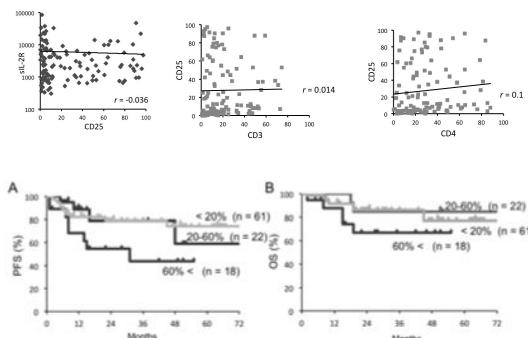 100000
10000
1000
100
sIL-2R
0 20 40 60 80 100
CD25
r = -0.036
100
80
60
40
20
0
CD25
0 20 40 60 80 100
CD3
r = 0.014
100
80
60
40
20
0
CD25
0 20 40 60 80 100
CD4
r = 0.1
A
100
80
60
40
20
0
PFS (%)
< 20% (n = 61)
20-60% (n = 22)
60% < (n = 18)
0 12 24 36 48 60 72
Months
B
100
80
60
40
20
0
OS (%)
20-60% (n = 22)
< 20% (n = 61
60% < (n = 18)
0 12 24 36 48 60 72
Months